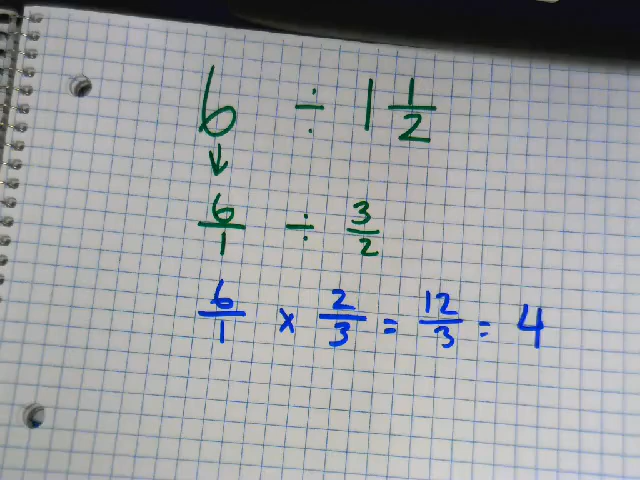 6 ÷ 1 1/2
↓
6/1 ÷ 3/2
6/1 x 2/3 = 12/3 = 4